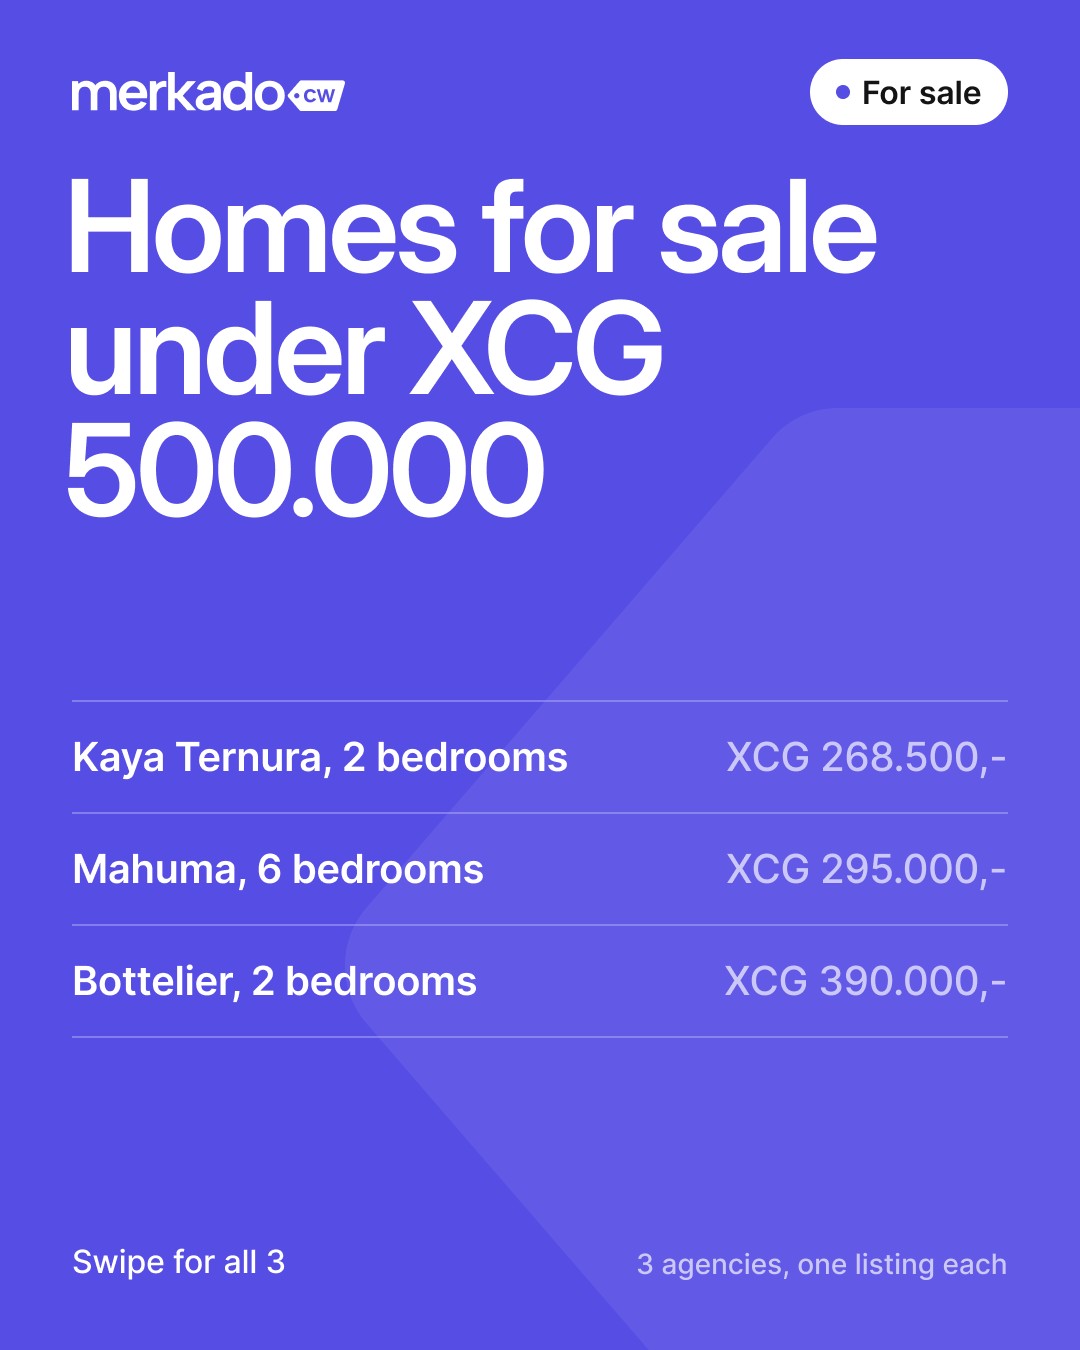 merkado CW
For sale
Homes for sale
under XCG
500.000
Kaya Ternura, 2 bedrooms XCG 268.500,-
Mahuma, 6 bedrooms XCG 295.000,-
Bottelier, 2 bedrooms XCG 390.000,-
Swipe for all 3
3 agencies, one listing each